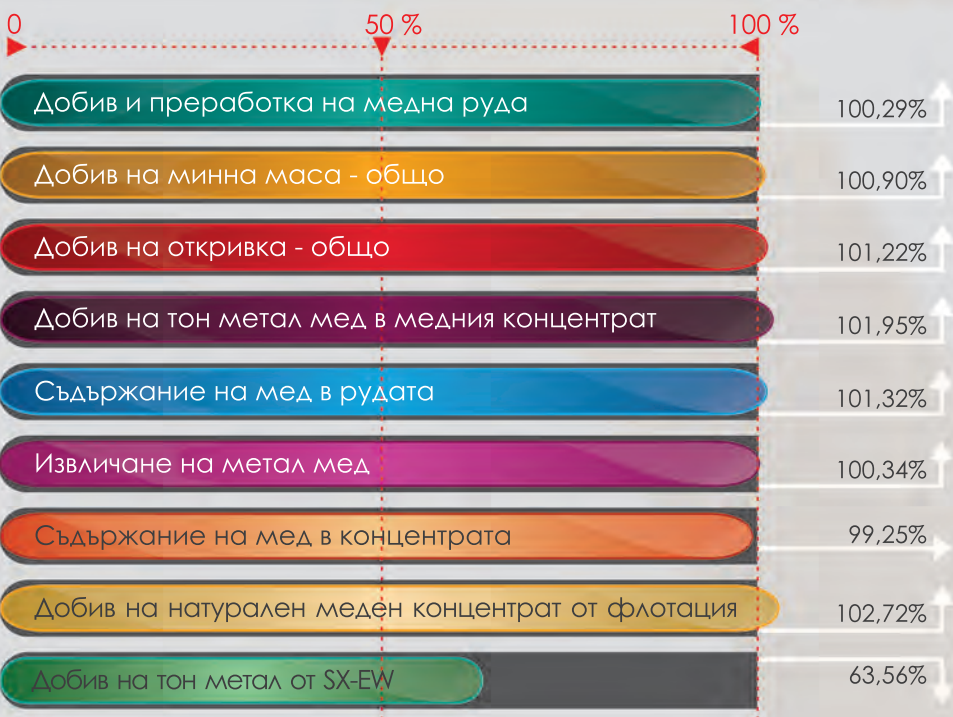 0 50 % 100 %
Добив и преработка на медна руда 100,29%
Добив на минна маса - общо 100,90%
Добив на откривка - общо 101,22%
Добив на тон метал мед в медния концентрат 101,95%
Съдържание на мед в рудата 101,32%
Извличане на метал мед 100,34%
Съдържание на мед в концентрата 99,25%
Добив на натурален меден концентрат от флотация 102,72%
Добив на тон метал от SX-EW 63,56%